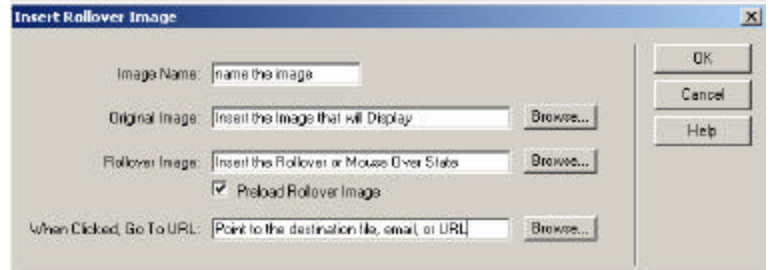 Insert Rollover Image
Image Name: name the image
OK
Cancel
Original Image: Insert the Image that will Display Browse...
Help
Rollover Image: Insert the Rollover or Mouse Over State Browse...
Preload Rollover Image
When Clicked, Go To URL: Point to the destination file, email, or URL Browse...